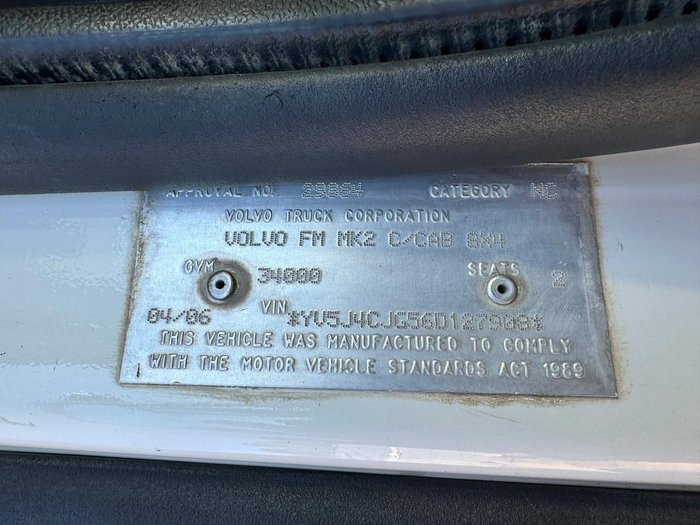 APPROVAL NO. 23864 CATEGORY NC
VOLVO TRUCK CORPORATION
VOLVO FM MK2 C/CAB 8X4
GVM 34000 SEATS 2
04/06 VIN *YV5J4CJG56D127908*
THIS VEHICLE WAS MANUFACTURED TO COMPLY
WITH THE MOTOR VEHICLE STANDARDS ACT 1989